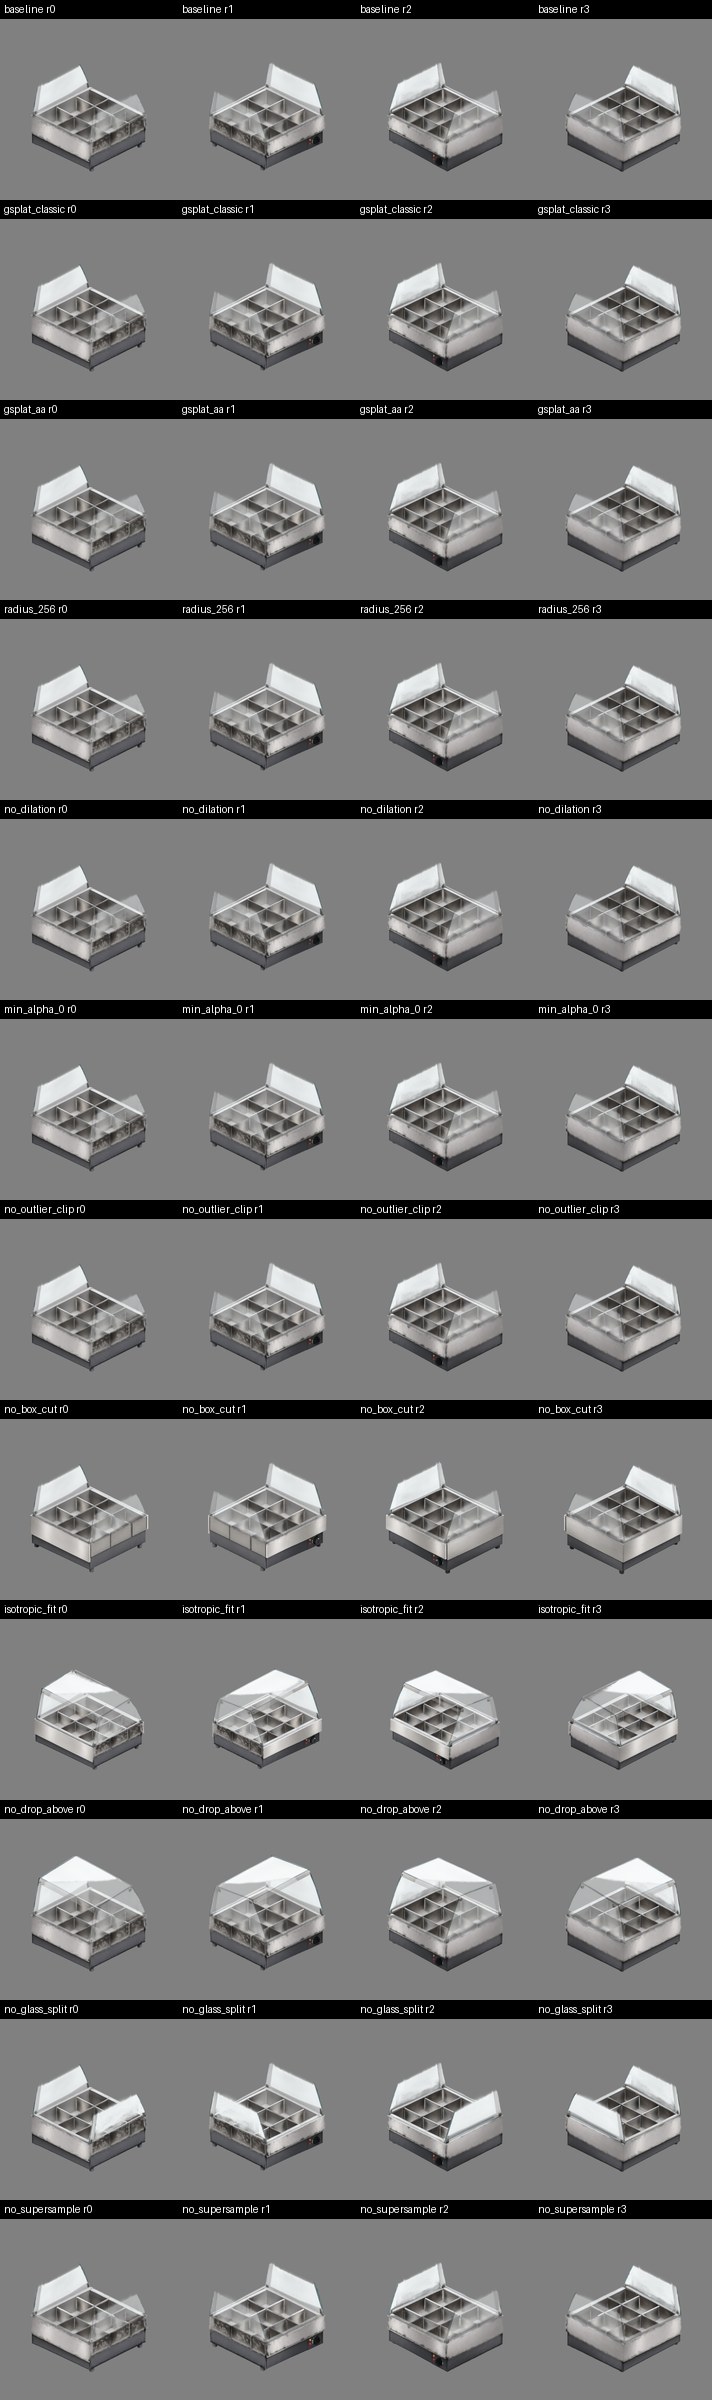 baseline r0 baseline r1 baseline r2 baseline r3
gsplat_classic r0 gsplat_classic r1 gsplat_classic r2 gsplat_classic r3
gsplat_aa r0 gsplat_aa r1 gsplat_aa r2 gsplat_aa r3
radius_256 r0 radius_256 r1 radius_256 r2 radius_256 r3
no_dilation r0 no_dilation r1 no_dilation r2 no_dilation r3
min_alpha_0 r0 min_alpha_0 r1 min_alpha_0 r2 min_alpha_0 r3
no_outlier_clip r0 no_outlier_clip r1 no_outlier_clip r2 no_outlier_clip r3
no_box_cut r0 no_box_cut r1 no_box_cut r2 no_box_cut r3
isotropic_fit r0 isotropic_fit r1 isotropic_fit r2 isotropic_fit r3
no_drop_above r0 no_drop_above r1 no_drop_above r2 no_drop_above r3
no_glass_split r0 no_glass_split r1 no_glass_split r2 no_glass_split r3
no_supersample r0 no_supersample r1 no_supersample r2 no_supersample r3